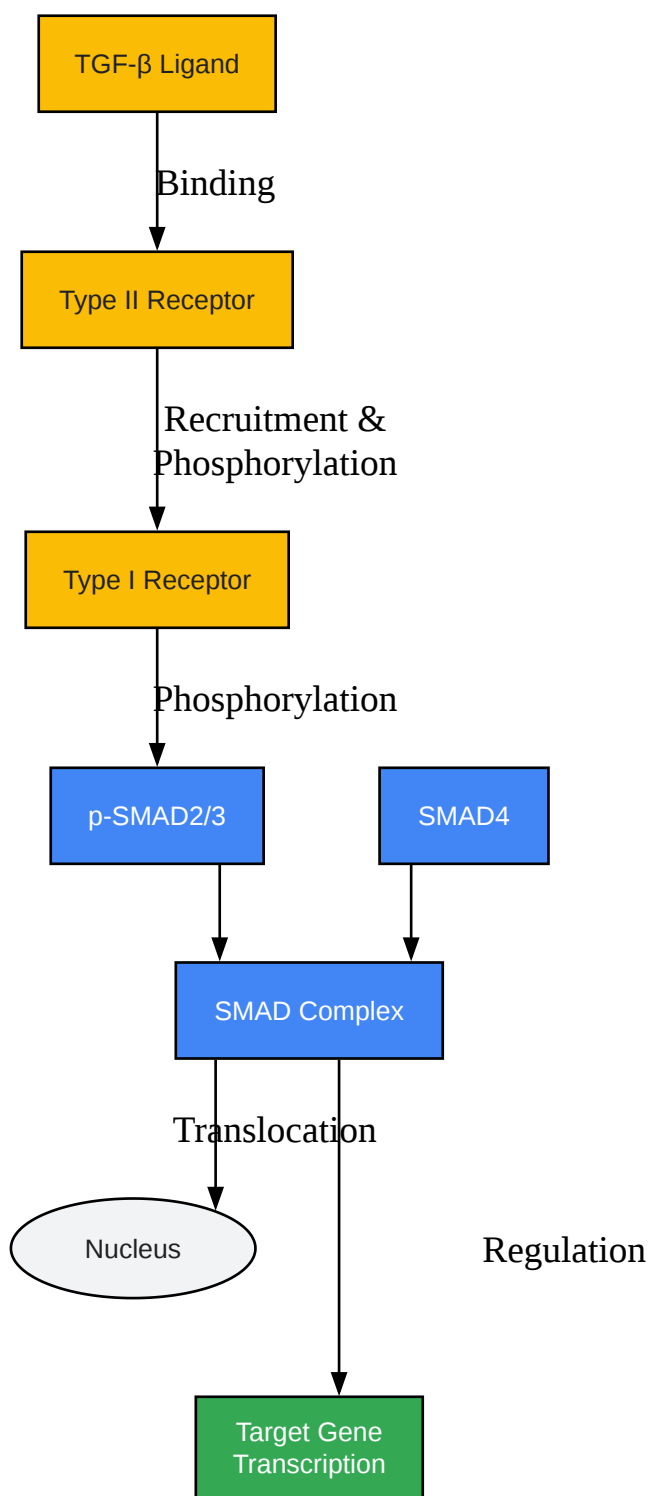 TGF-β Ligand
Binding
Type II Receptor
Recruitment &
Phosphorylation
Type I Receptor
Phosphorylation
p-SMAD2/3
SMAD4
SMAD Complex
Translocation
Nucleus
Regulation
Target Gene
Transcription